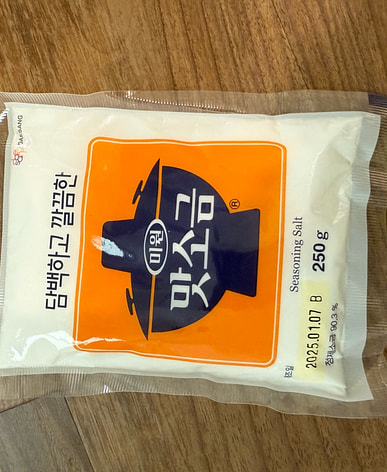 DAESANG
담백하고 깔끔한
미원
맛소금
®
Seasoning Salt
250 g
2025.01.07 B
정제소금 90.3 %